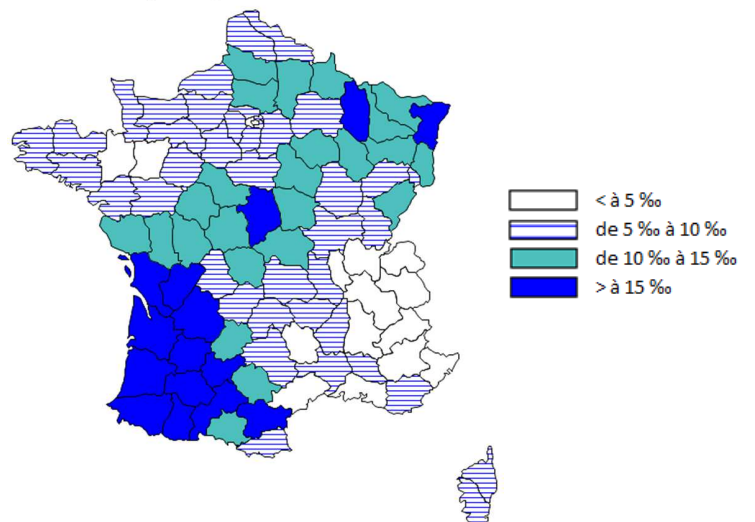 < à 5 ‰
de 5 ‰ à 10 ‰
de 10 ‰ à 15 ‰
> à 15 ‰